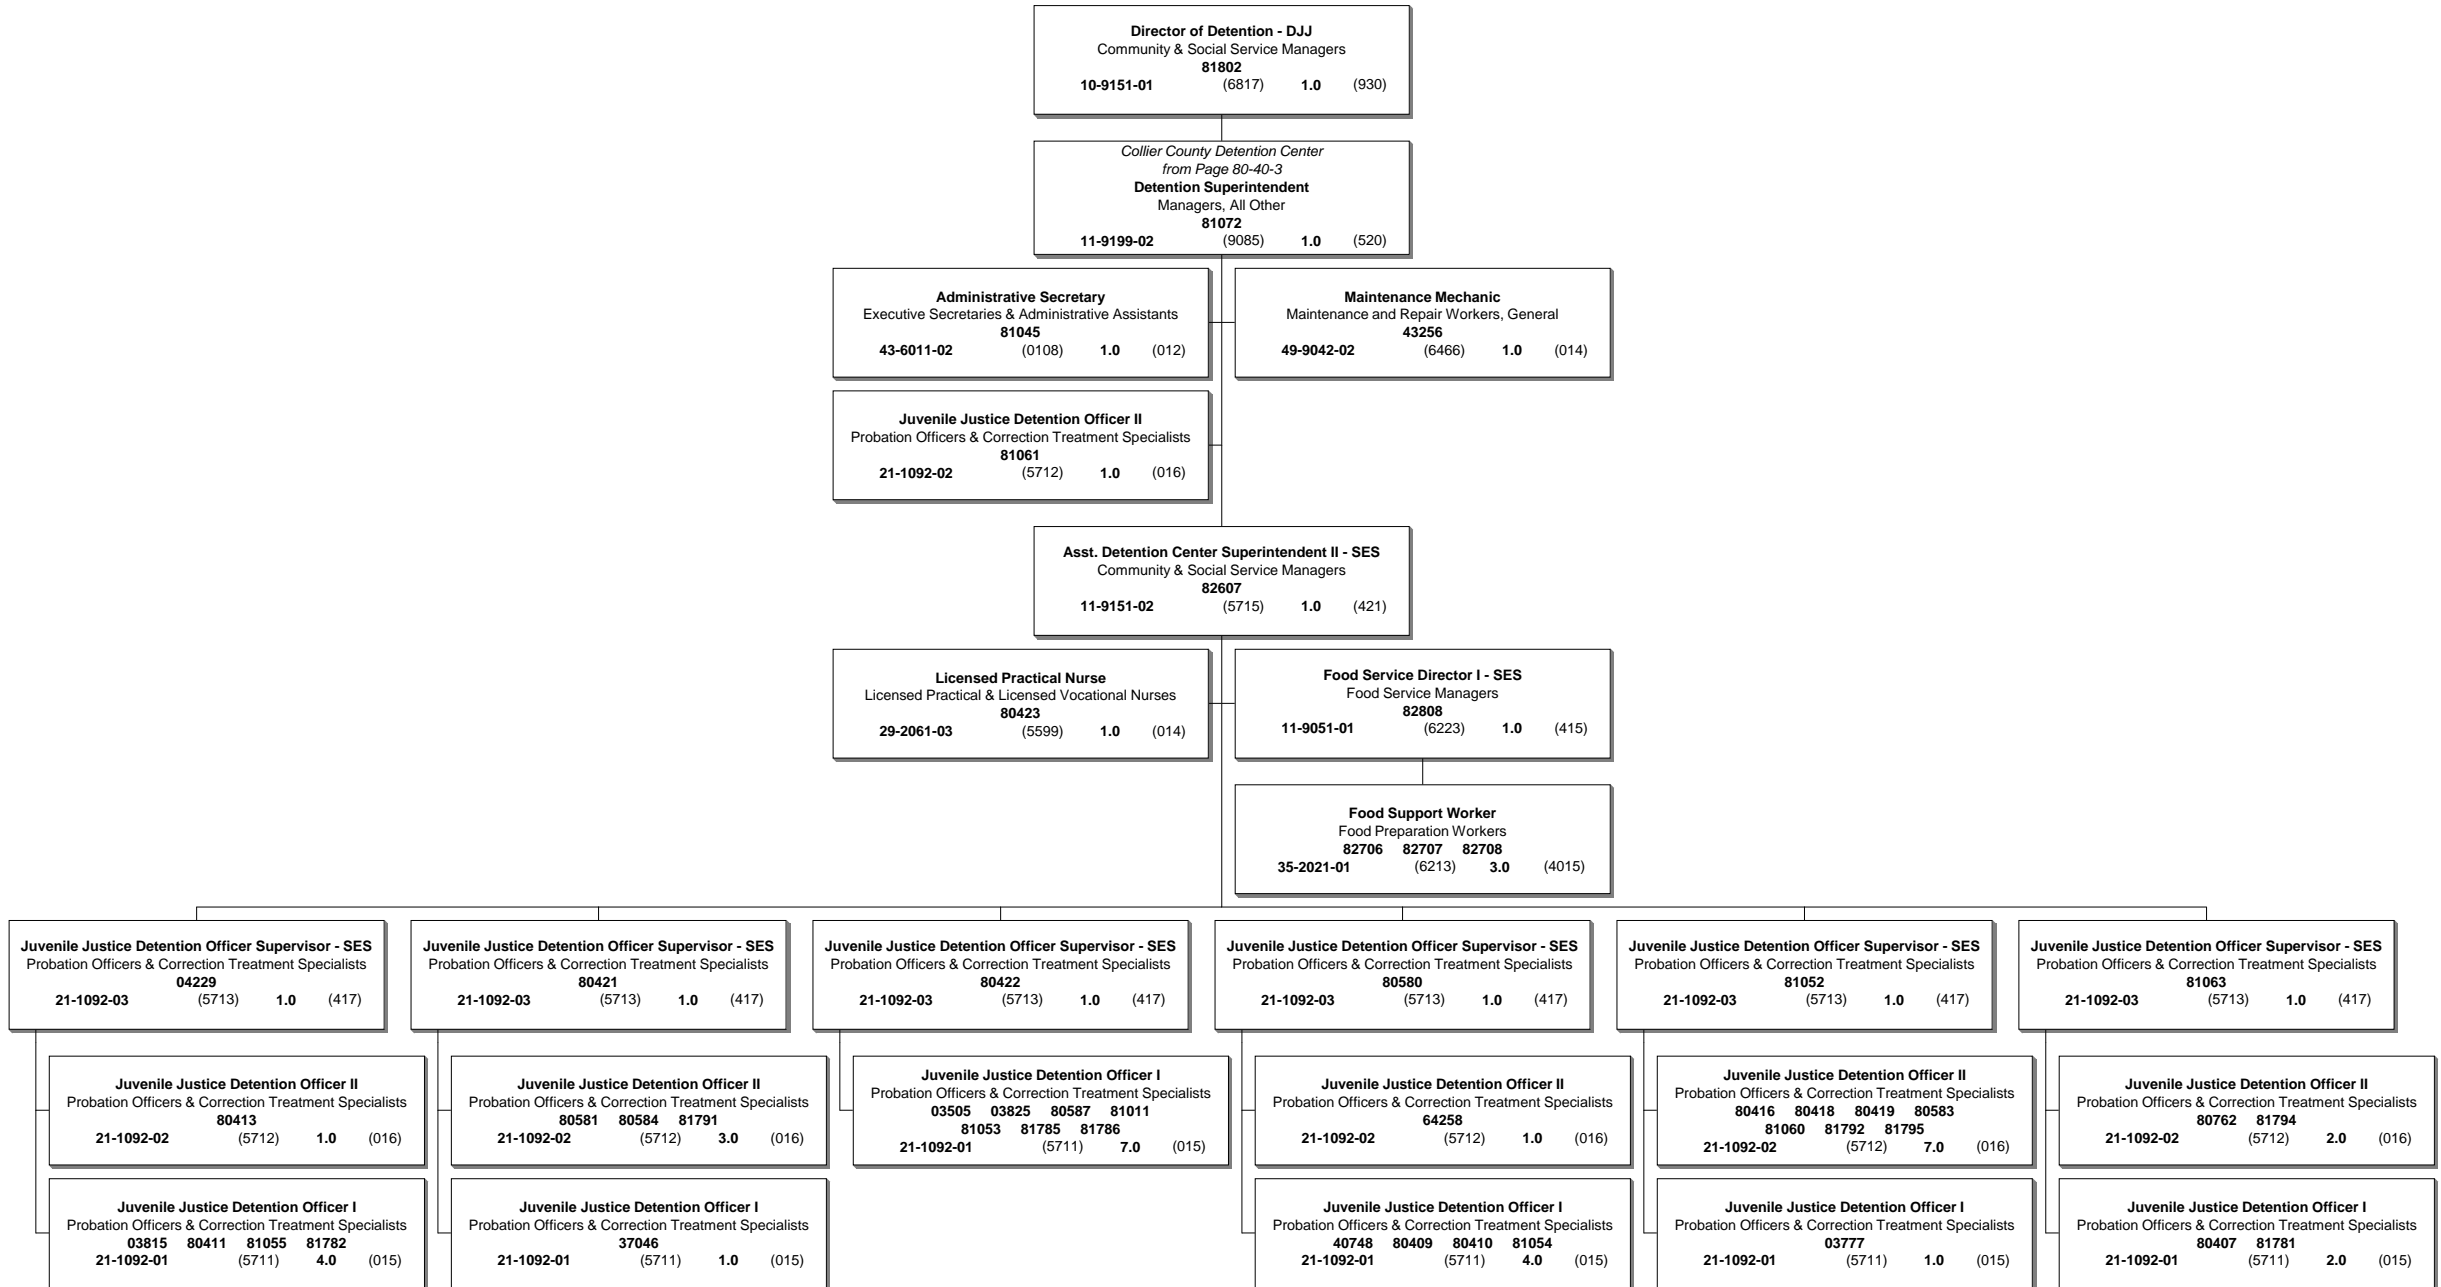 Director of Detention - DJJ
Community & Social Service Managers
81802
10-9151-01 (6817) 1.0 (930)
Collier County Detention Center
from Page 80-40-3
Detention Superintendent
Managers, All Other
81072
11-9199-02 (9085) 1.0 (520)
Administrative Secretary
Executive Secretaries & Administrative Assistants
81045
43-6011-02 (0108) 1.0 (012)
Maintenance Mechanic
Maintenance and Repair Workers, General
43256
49-9042-02 (6466) 1.0 (014)
Juvenile Justice Detention Officer II
Probation Officers & Correction Treatment Specialists
81061
21-1092-02 (5712) 1.0 (016)
Asst. Detention Center Superintendent II - SES
Community & Social Service Managers
82607
11-9151-02 (5715) 1.0 (421)
Licensed Practical Nurse
Licensed Practical & Licensed Vocational Nurses
80423
29-2061-03 (5599) 1.0 (014)
Food Service Director I - SES
Food Service Managers
82808
11-9051-01 (6223) 1.0 (415)
Food Support Worker
Food Preparation Workers
82706 82707 82708
35-2021-01 (6213) 3.0 (4015)
Juvenile Justice Detention Officer Supervisor - SES
Probation Officers & Correction Treatment Specialists
04229
21-1092-03 (5713) 1.0 (417)
Juvenile Justice Detention Officer Supervisor - SES
Probation Officers & Correction Treatment Specialists
80421
21-1092-03 (5713) 1.0 (417)
Juvenile Justice Detention Officer Supervisor - SES
Probation Officers & Correction Treatment Specialists
80422
21-1092-03 (5713) 1.0 (417)
Juvenile Justice Detention Officer Supervisor - SES
Probation Officers & Correction Treatment Specialists
80580
21-1092-03 (5713) 1.0 (417)
Juvenile Justice Detention Officer Supervisor - SES
Probation Officers & Correction Treatment Specialists
81052
21-1092-03 (5713) 1.0 (417)
Juvenile Justice Detention Officer Supervisor - SES
Probation Officers & Correction Treatment Specialists
81063
21-1092-03 (5713) 1.0 (417)
Juvenile Justice Detention Officer II
Probation Officers & Correction Treatment Specialists
80413
21-1092-02 (5712) 1.0 (016)
Juvenile Justice Detention Officer II
Probation Officers & Correction Treatment Specialists
80581 80584 81791
21-1092-02 (5712) 3.0 (016)
Juvenile Justice Detention Officer I
Probation Officers & Correction Treatment Specialists
03505 03825 80587 81011
81053 81785 81786
21-1092-01 (5711) 7.0 (015)
Juvenile Justice Detention Officer II
Probation Officers & Correction Treatment Specialists
64258
21-1092-02 (5712) 1.0 (016)
Juvenile Justice Detention Officer II
Probation Officers & Correction Treatment Specialists
80416 80418 80419 80583
81060 81792 81795
21-1092-02 (5712) 7.0 (016)
Juvenile Justice Detention Officer II
Probation Officers & Correction Treatment Specialists
80762 81794
21-1092-02 (5712) 2.0 (016)
Juvenile Justice Detention Officer I
Probation Officers & Correction Treatment Specialists
03815 80411 81055 81782
21-1092-01 (5711) 4.0 (015)
Juvenile Justice Detention Officer I
Probation Officers & Correction Treatment Specialists
37046
21-1092-01 (5711) 1.0 (015)
Juvenile Justice Detention Officer I
Probation Officers & Correction Treatment Specialists
40748 80409 80410 81054
21-1092-01 (5711) 4.0 (015)
Juvenile Justice Detention Officer I
Probation Officers & Correction Treatment Specialists
03777
21-1092-01 (5711) 1.0 (015)
Juvenile Justice Detention Officer I
Probation Officers & Correction Treatment Specialists
80407 81781
21-1092-01 (5711) 2.0 (015)